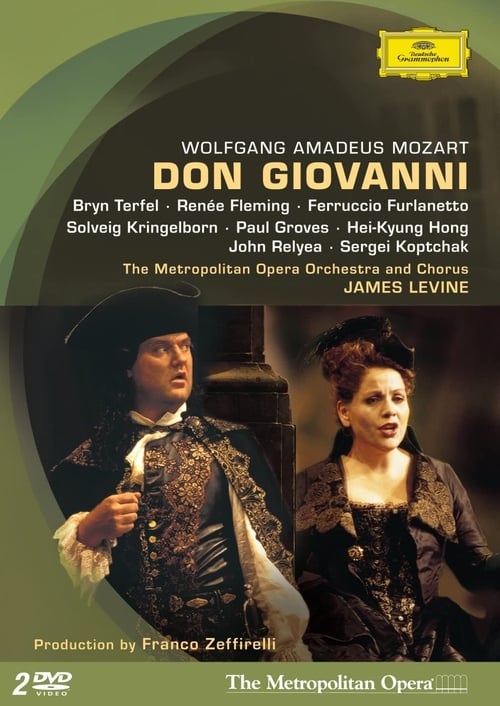 Deutsche
Grammophon
WOLFGANG AMADEUS MOZART
DON GIOVANNI
Bryn Terfel · Renée Fleming · Ferruccio Furlanetto
Solveig Kringelborn · Paul Groves · Hei-Kyung Hong
John Relyea · Sergei Koptchak
The Metropolitan Opera Orchestra and Chorus
JAMES LEVINE
Production by Franco Zeffirelli
2 DVD
VIDEO
The Metropolitan Opera